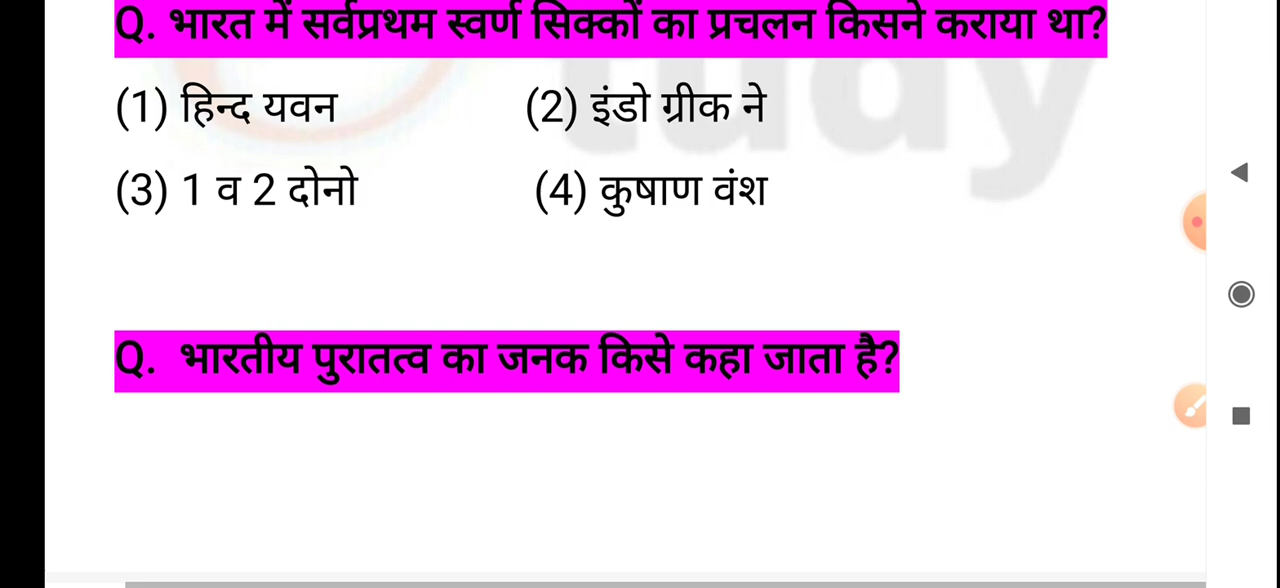 Q. भारत में सर्वप्रथम स्वर्ण सिक्कों का प्रचलन किसने कराया था?
(1) हिन्द यवन (2) इंडो ग्रीक ने
(3) 1 व 2 दोनो (4) कुषाण वंश
Q. भारतीय पुरातत्व का जनक किसे कहा जाता है?